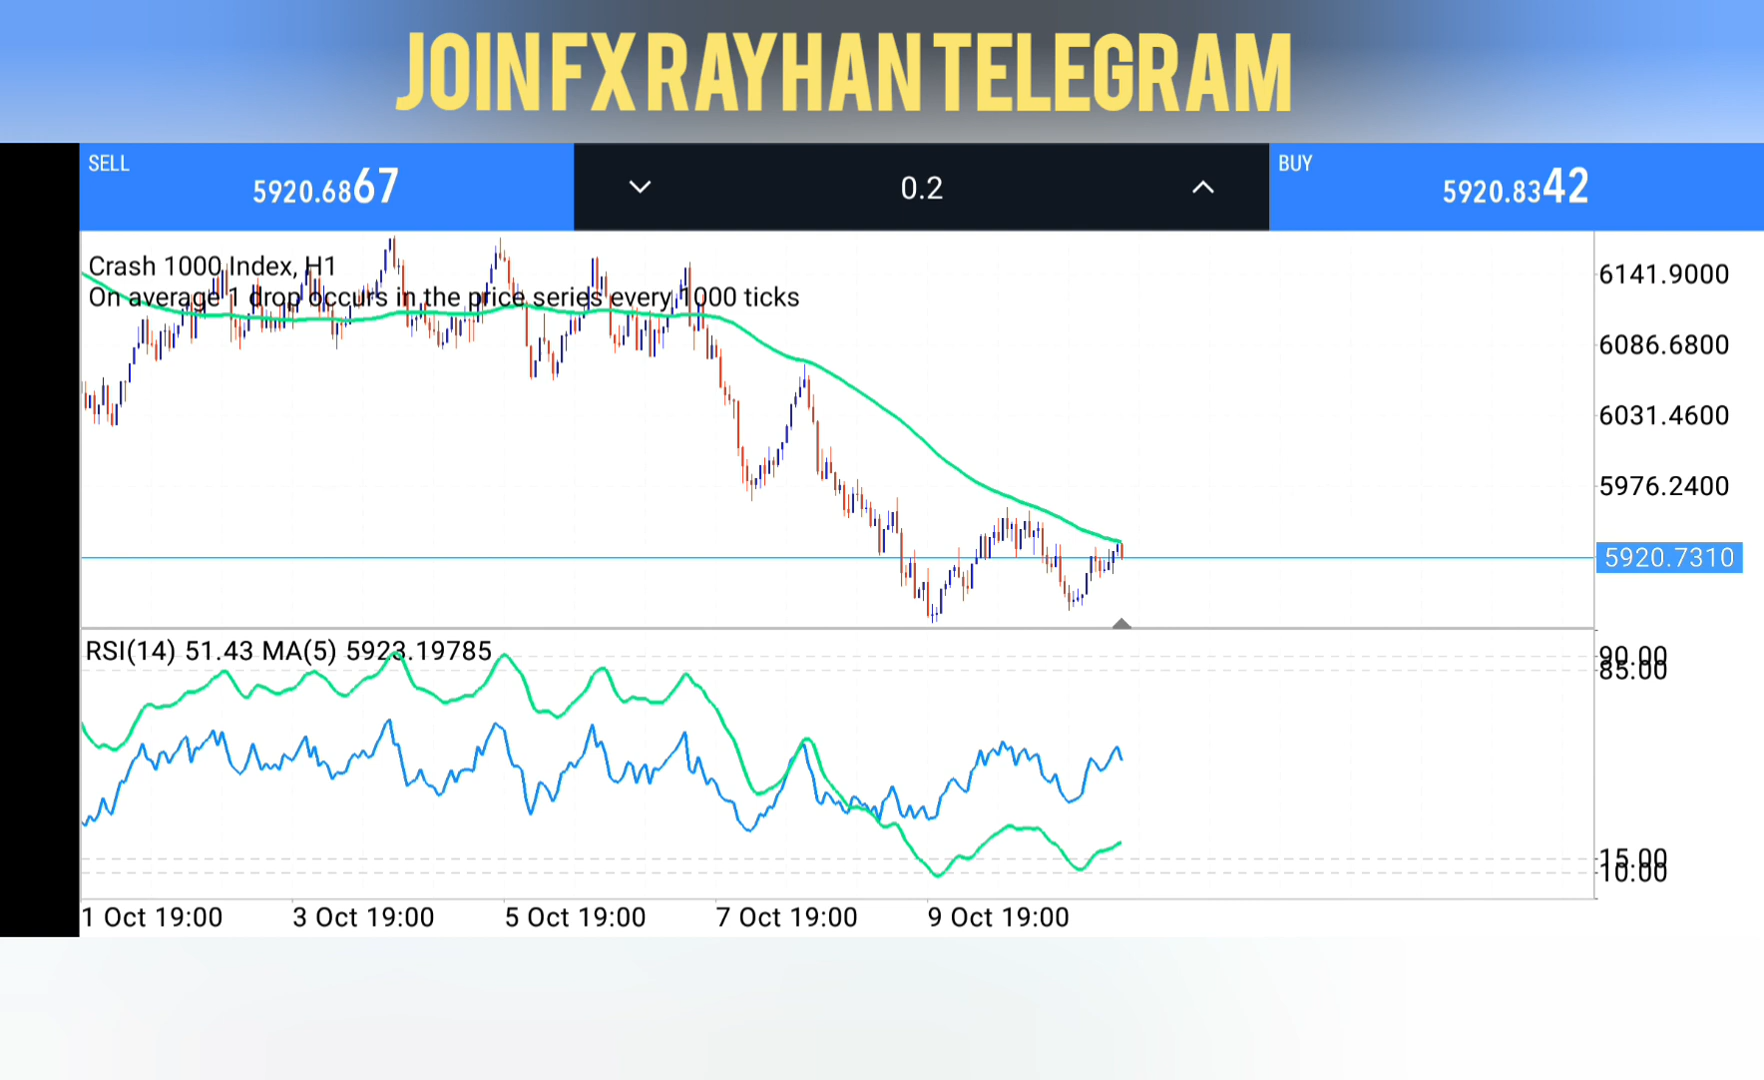 JOIN FX RAYHAN TELEGRAM
SELL
5920.6867
0.2
BUY
5920.8342
Crash 1000 Index, H1
On average 1 drop occurs in the price series every 1000 ticks
6141.9000
6086.6800
6031.4600
5976.2400
5920.7310
RSI(14) 51.43 MA(5) 5923.19785
90.00
85.00
15.00
10.00
1 Oct 19:00
3 Oct 19:00
5 Oct 19:00
7 Oct 19:00
9 Oct 19:00